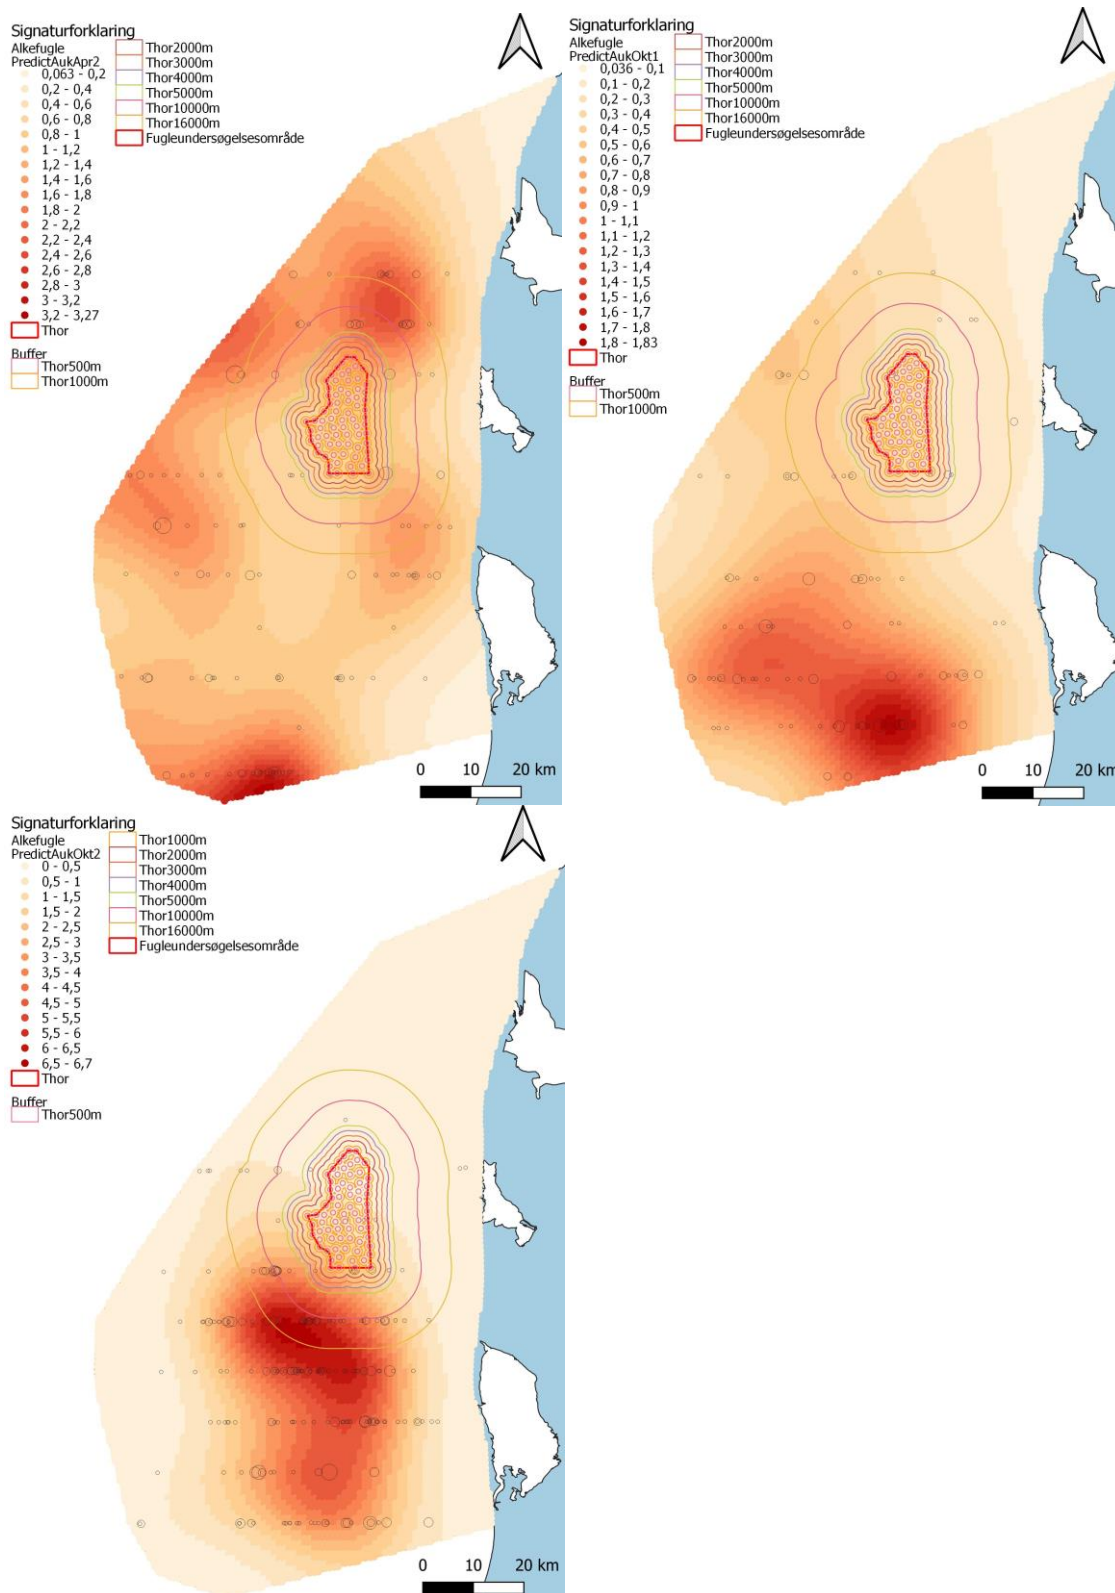 Signaturforklaring
Alkefugle
PredictAukApr2
0,063 - 0,2
0,2 - 0,4
0,4 - 0,6
0,6 - 0,8
0,8 - 1
1 - 1,2
1,2 - 1,4
1,4 - 1,6
1,6 - 1,8
1,8 - 2
2 - 2,2
2,2 - 2,4
2,4 - 2,6
2,6 - 2,8
2,8 - 3
3 - 3,2
3,2 - 3,27
Thor
Buffer
Thor500m
Thor1000m
Thor2000m
Thor3000m
Thor4000m
Thor5000m
Thor10000m
Thor16000m
Fugleundersøgelsesområde
0 10 20 km
Signaturforklaring
Alkefugle
PredictAukOkt1
0,036 - 0,1
0,1 - 0,2
0,2 - 0,3
0,3 - 0,4
0,4 - 0,5
0,5 - 0,6
0,6 - 0,7
0,7 - 0,8
0,8 - 0,9
0,9 - 1
1 - 1,1
1,1 - 1,2
1,2 - 1,3
1,3 - 1,4
1,4 - 1,5
1,5 - 1,6
1,6 - 1,7
1,7 - 1,8
1,8 - 1,83
Thor
Buffer
Thor500m
Thor1000m
Thor2000m
Thor3000m
Thor4000m
Thor5000m
Thor10000m
Thor16000m
Fugleundersøgelsesområde
0 10 20 km
Signaturforklaring
Alkefugle
PredictAukOkt2
0 - 0,5
0,5 - 1
1 - 1,5
1,5 - 2
2 - 2,5
2,5 - 3
3 - 3,5
3,5 - 4
4 - 4,5
4,5 - 5
5 - 5,5
5,5 - 6
6 - 6,5
6,5 - 6,7
Thor
Buffer
Thor500m
Thor1000m
Thor2000m
Thor3000m
Thor4000m
Thor5000m
Thor10000m
Thor16000m
Fugleundersøgelsesområde
0 10 20 km